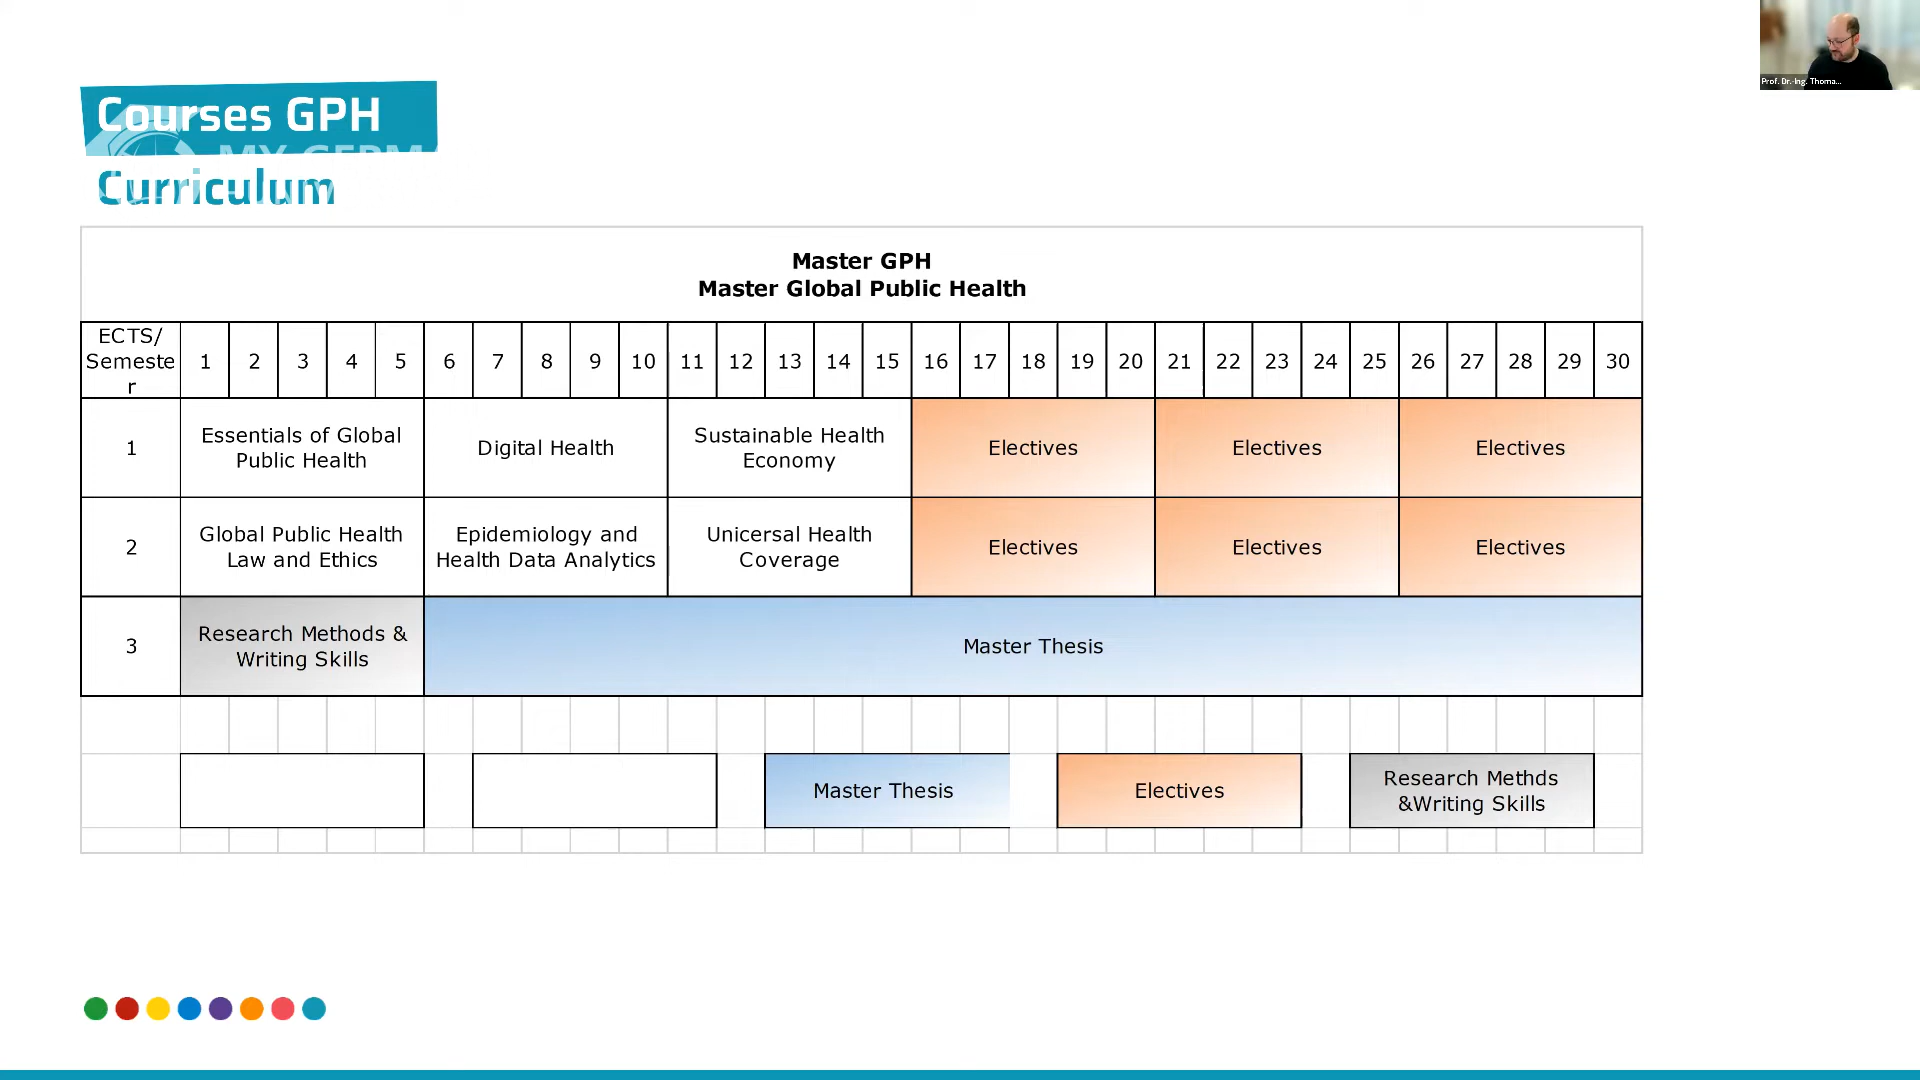 Courses GPH
Curriculum
Prof. Dr.-Ing. Thoma...
Master GPH
Master Global Public Health
ECTS/
Semeste
r
1 2 3 4 5 6 7 8 9 10 11 12 13 14 15 16 17 18 19 20 21 22 23 24 25 26 27 28 29 30
1
Essentials of Global
Public Health
Digital Health
Sustainable Health
Economy
Electives
Electives
Electives
2
Global Public Health
Law and Ethics
Epidemiology and
Health Data Analytics
Unicersal Health
Coverage
Electives
Electives
Electives
3
Research Methods &
Writing Skills
Master Thesis
Master Thesis
Electives
Research Methds
&Writing Skills